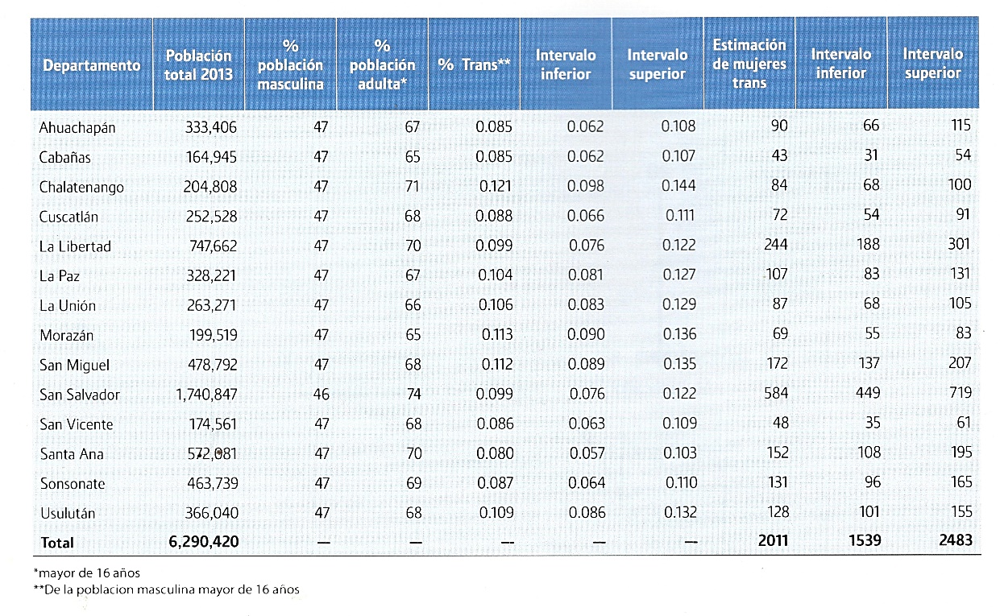 Departamento Población total 2013 % población masculina % población adulta* % Trans** Intervalo inferior Intervalo superior Estimación de mujeres trans Intervalo inferior Intervalo superior
Ahuachapán 333,406 47 67 0.085 0.062 0.108 90 66 115
Cabañas 164,945 47 65 0.085 0.062 0.107 43 31 54
Chalatenango 204,808 47 71 0.121 0.098 0.144 84 68 100
Cuscatlán 252,528 47 68 0.088 0.066 0.111 72 54 91
La Libertad 747,662 47 70 0.099 0.076 0.122 244 188 301
La Paz 328,221 47 67 0.104 0.081 0.127 107 83 131
La Unión 263,271 47 66 0.106 0.083 0.129 87 68 105
Morazán 199,519 47 65 0.113 0.090 0.136 69 55 83
San Miguel 478,792 47 68 0.112 0.089 0.135 172 137 207
San Salvador 1,740,847 46 74 0.099 0.076 0.122 584 449 719
San Vicente 174,561 47 68 0.086 0.063 0.109 48 35 61
Santa Ana 572,081 47 70 0.080 0.057 0.103 152 108 195
Sonsonate 463,739 47 69 0.087 0.064 0.110 131 96 165
Usulután 366,040 47 68 0.109 0.086 0.132 128 101 155
Total 6,290,420 — — — — — 2011 1539 2483
*mayor de 16 años
**De la poblacion masculina mayor de 16 años